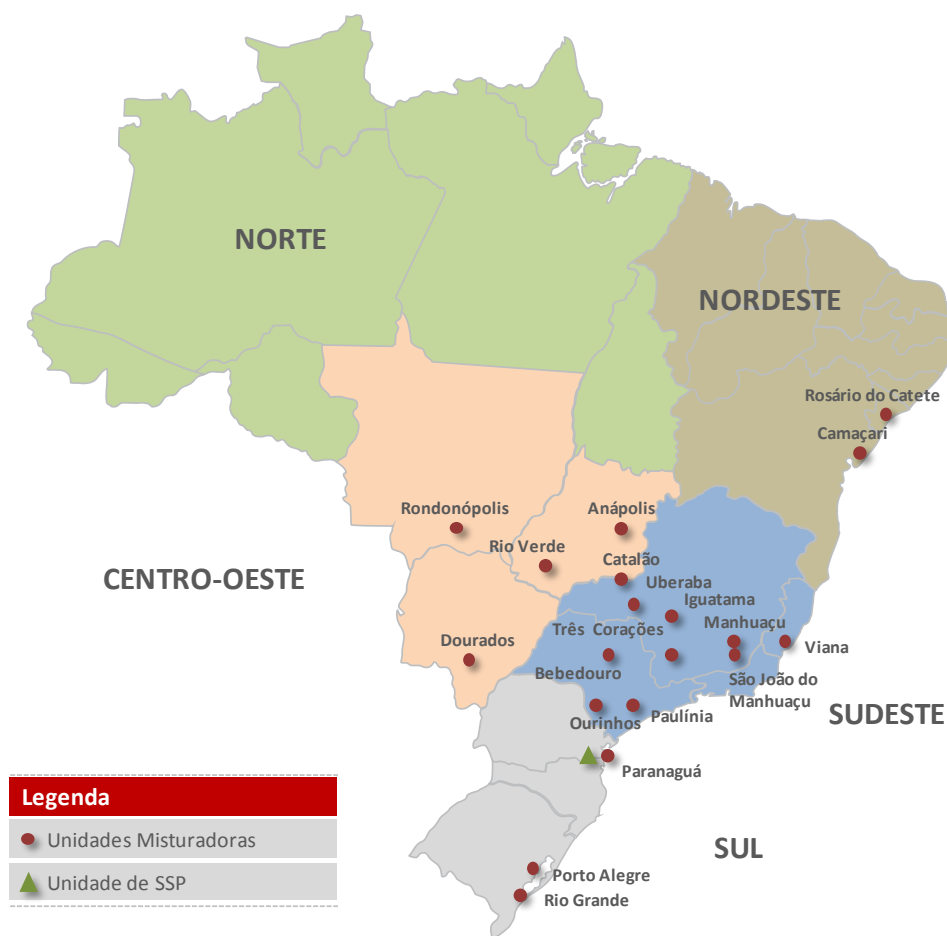 NORTE
NORDESTE
Rosário do Catete
Camaçari
Rondonópolis
Anápolis
Rio Verde
CENTRO-OESTE
Catalão
Uberaba
Iguatama
Três Corações
Manhuaçu
Dourados
Viana
Bebedouro
São João do
Manhuaçu
SUDESTE
Ourinhos
Paulínia
Paranaguá
Legenda
Unidades Misturadoras
Unidade de SSP
SUL
Porto Alegre
Rio Grande